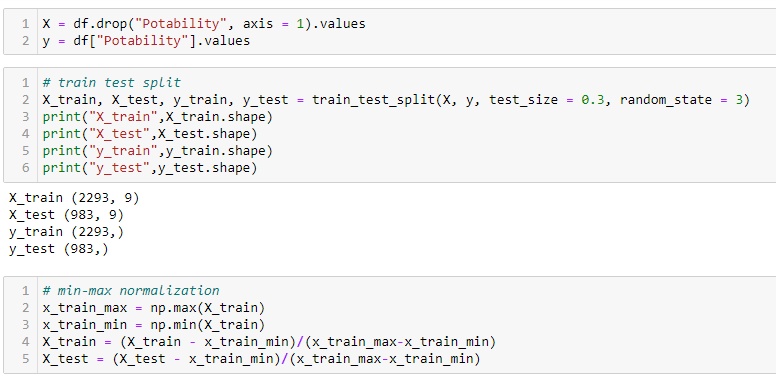 1 X = df.drop("Potability", axis = 1).values
2 y = df["Potability"].values
1 # train test split
2 X_train, X_test, y_train, y_test = train_test_split(X, y, test_size = 0.3, random_state = 3)
3 print("X_train",X_train.shape)
4 print("X_test",X_test.shape)
5 print("y_train",y_train.shape)
6 print("y_test",y_test.shape)
X_train (2293, 9)
X_test (983, 9)
y_train (2293,)
y_test (983,)
1 # min-max normalization
2 x_train_max = np.max(X_train)
3 x_train_min = np.min(X_train)
4 X_train = (X_train - x_train_min)/(x_train_max-x_train_min)
5 X_test = (X_test - x_train_min)/(x_train_max-x_train_min)